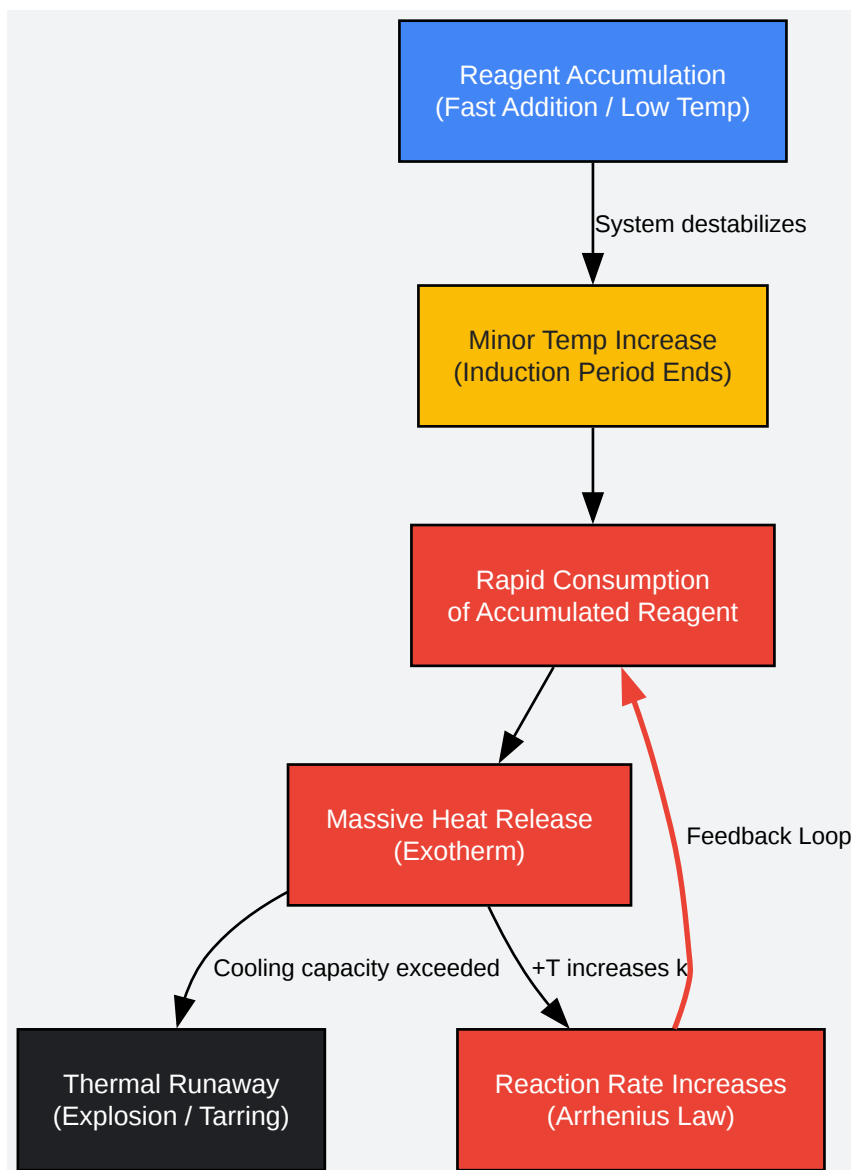 Reagent Accumulation
(Fast Addition / Low Temp)
System destabilizes
Minor Temp Increase
(Induction Period Ends)
Rapid Consumption
of Accumulated Reagent
Massive Heat Release
(Exotherm)
Feedback Loop
Cooling capacity exceeded
+T increases k
Thermal Runaway
(Explosion / Tarring)
Reaction Rate Increases
(Arrhenius Law)